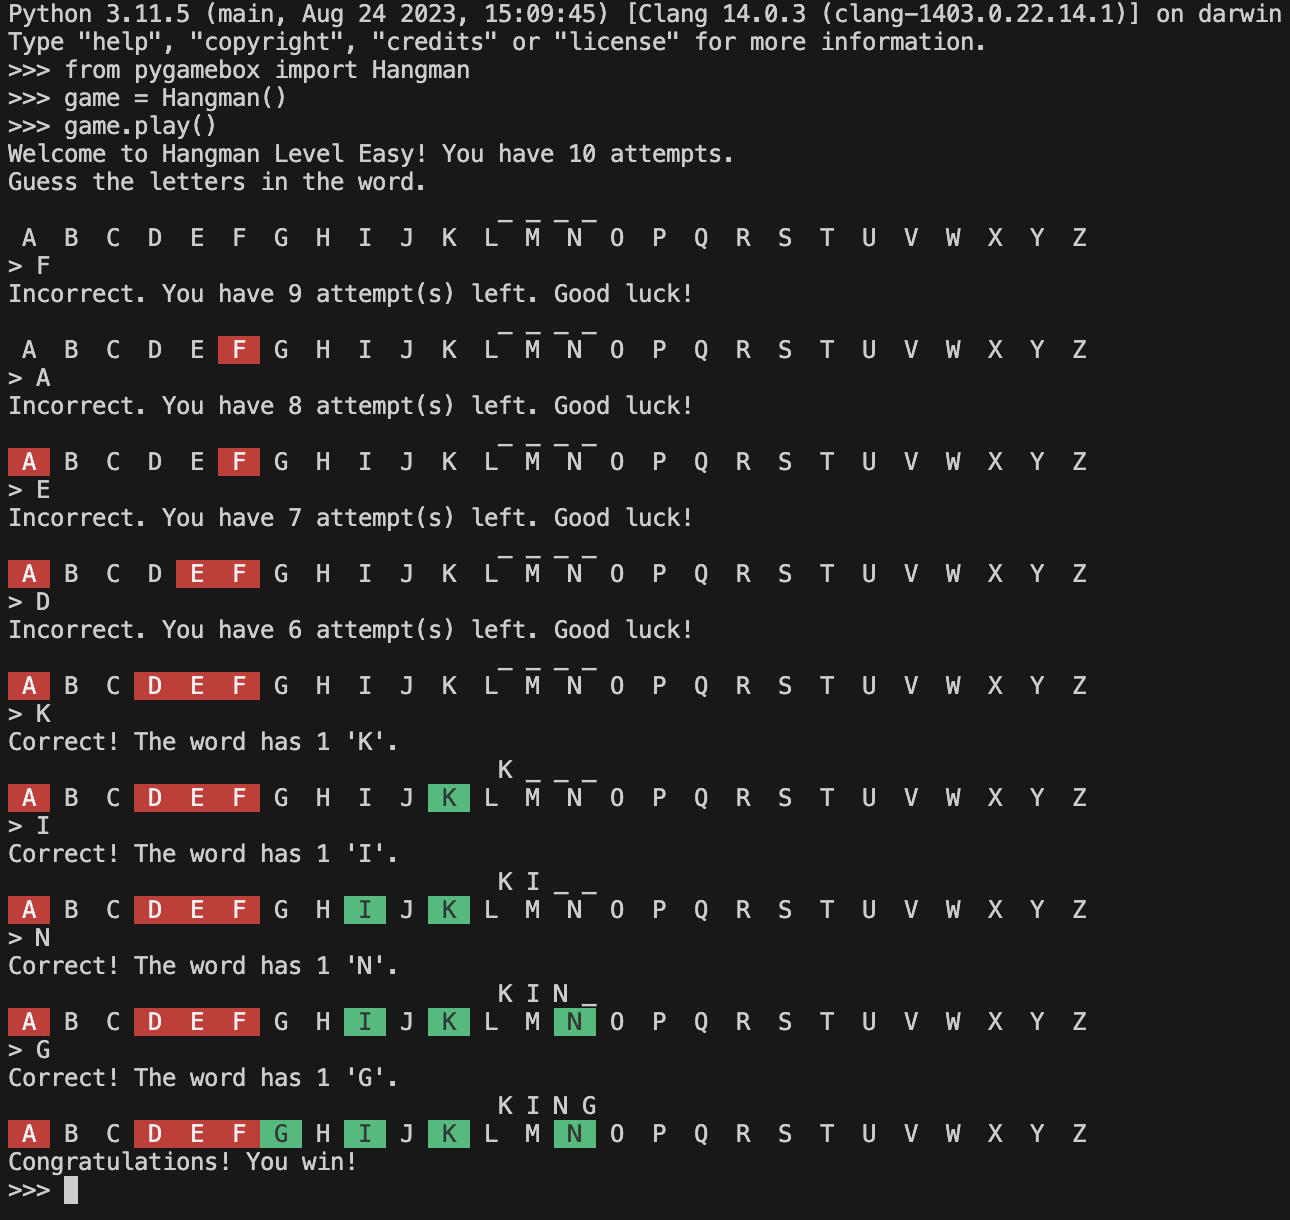 Python 3.11.5 (main, Aug 24 2023, 15:09:45) [Clang 14.0.3 (clang-1403.0.22.14.1)] on darwin
Type "help", "copyright", "credits" or "license" for more information.
>>> from pygamebox import Hangman
>>> game = Hangman()
>>> game.play()
Welcome to Hangman Level Easy! You have 10 attempts.
Guess the letters in the word.
_ _ _ _
A B C D E F G H I J K L M N O P Q R S T U V W X Y Z
> F
Incorrect. You have 9 attempt(s) left. Good luck!
_ _ _ _
A B C D E F G H I J K L M N O P Q R S T U V W X Y Z
> A
Incorrect. You have 8 attempt(s) left. Good luck!
_ _ _ _
A B C D E F G H I J K L M N O P Q R S T U V W X Y Z
> E
Incorrect. You have 7 attempt(s) left. Good luck!
_ _ _ _
A B C D E F G H I J K L M N O P Q R S T U V W X Y Z
> D
Incorrect. You have 6 attempt(s) left. Good luck!
_ _ _ _
A B C D E F G H I J K L M N O P Q R S T U V W X Y Z
> K
Correct! The word has 1 'K'.
K _ _ _
A B C D E F G H I J K L M N O P Q R S T U V W X Y Z
> I
Correct! The word has 1 'I'.
K I _ _
A B C D E F G H I J K L M N O P Q R S T U V W X Y Z
> N
Correct! The word has 1 'N'.
K I N _
A B C D E F G H I J K L M N O P Q R S T U V W X Y Z
> G
Correct! The word has 1 'G'.
K I N G
A B C D E F G H I J K L M N O P Q R S T U V W X Y Z
Congratulations! You win!
>>>